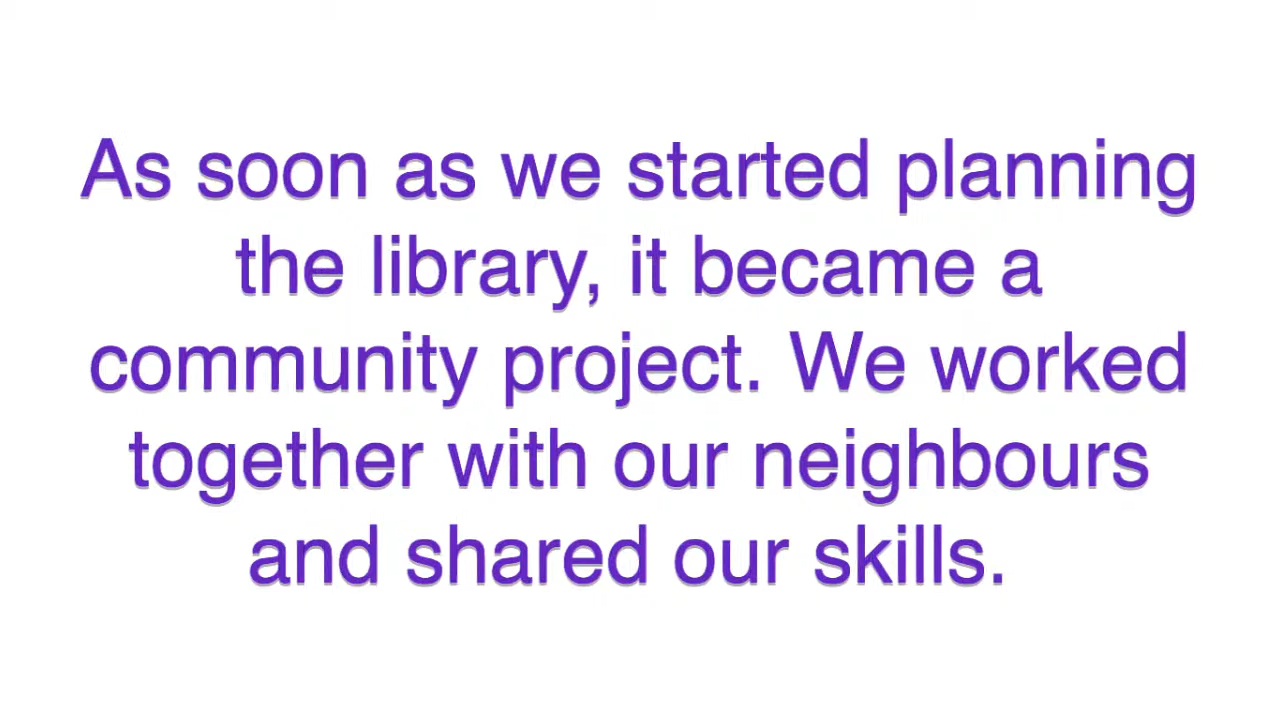 As soon as we started planning
the library, it became a
community project. We worked
together with our neighbours
and shared our skills.